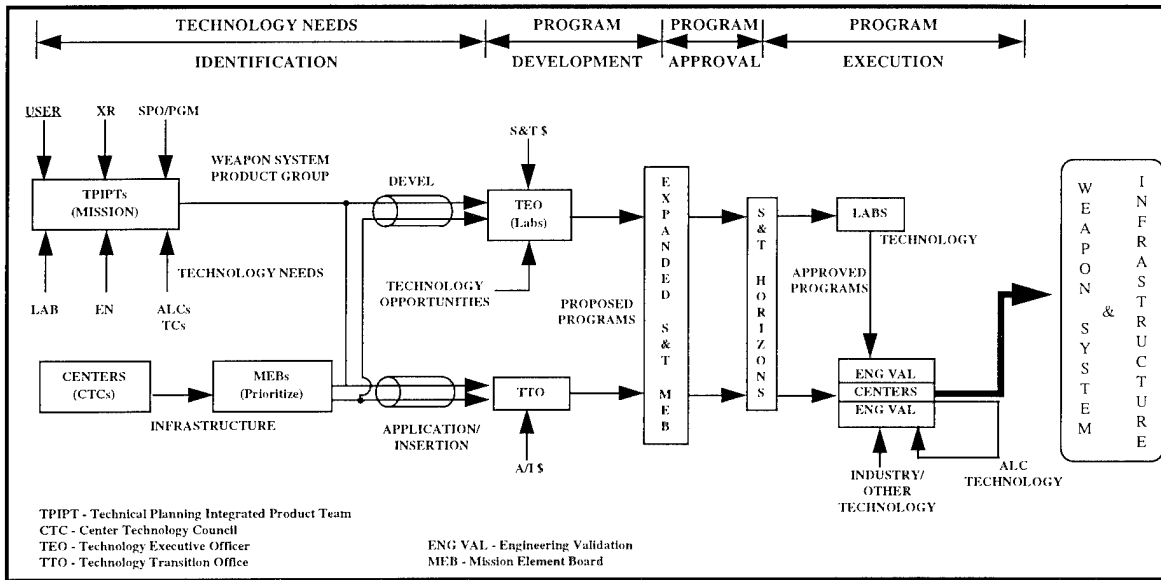 TECHNOLOGY NEEDS
IDENTIFICATION
PROGRAM
DEVELOPMENT
PROGRAM
APPROVAL
PROGRAM
EXECUTION
USER
XR
SPO/PGM
TPIPTs
(MISSION)
LAB
EN
ALCs
TCs
WEAPON SYSTEM
PRODUCT GROUP
TECHNOLOGY NEEDS
CENTERS
(CTCs)
INFRASTRUCTURE
MEBs
(Prioritize)
DEVEL
APPLICATION/
INSERTION
S&T $
TEO
(Labs)
TECHNOLOGY
OPPORTUNITIES
TTO
A/I $
PROPOSED
PROGRAMS
EXPANDED S&T MEB
S&T HORIZONS
LABS
TECHNOLOGY
APPROVED
PROGRAMS
ENG VAL
CENTERS
ENG VAL
INDUSTRY/
OTHER
TECHNOLOGY
ALC
TECHNOLOGY
WEAPON SYSTEM
&
INFRASTRUCTURE
TPIPT - Technical Planning Integrated Product Team
CTC - Center Technology Council
TEO - Technology Executive Officer
TTO - Technology Transition Office
ENG VAL - Engineering Validation
MEB - Mission Element Board